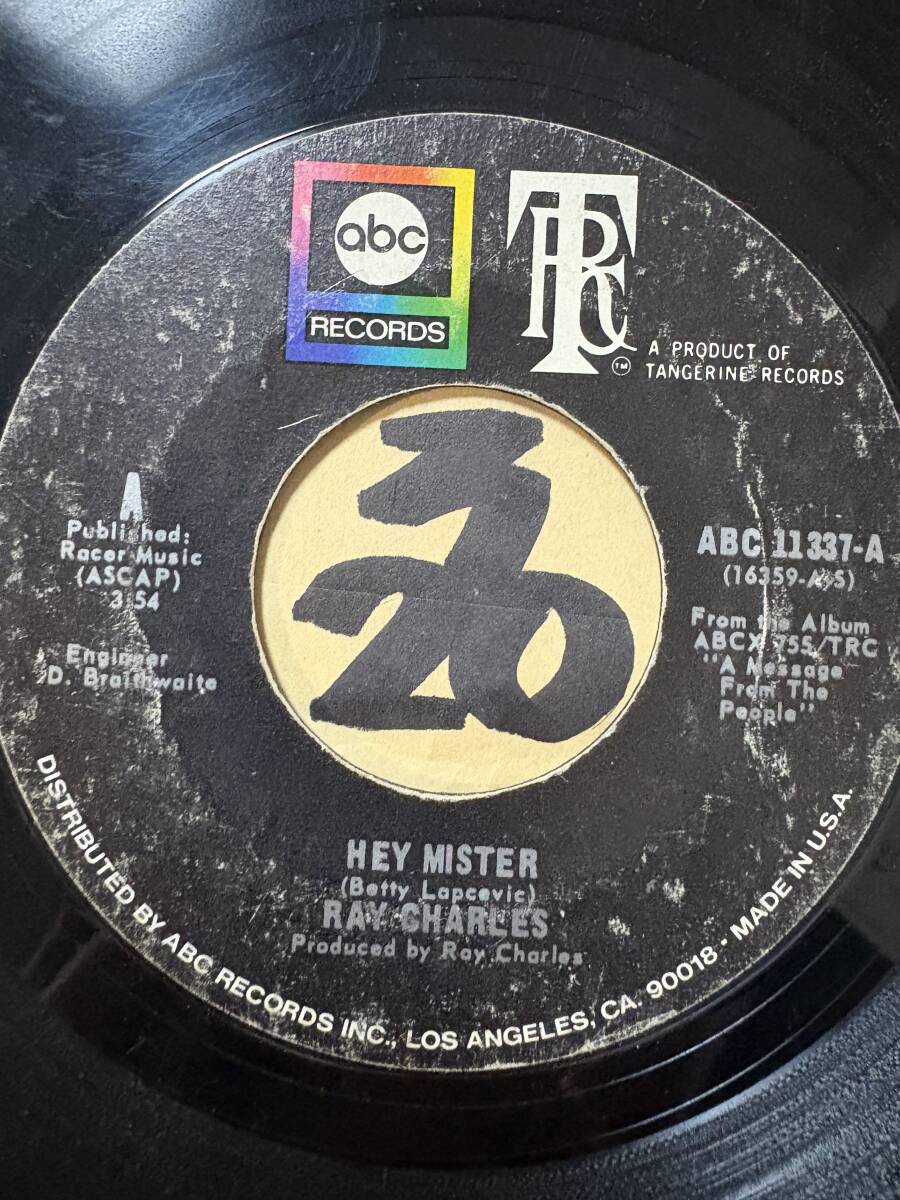 abc
RECORDS
TRC
™
A PRODUCT OF
TANGERINE RECORDS
A
Published:
Racer Music
(ASCAP)
3:54
Engineer
D. Braithwaite
20
ABC 11337-A
(16359-A-S)
From the Album
ABCX 755/TRC
"A Message
From The
People"
HEY MISTER
(Betty Lapcevic)
RAY CHARLES
Produced by Ray Charles
DISTRIBUTED BY ABC RECORDS INC., LOS ANGELES, CA. 90018 · MADE IN U.S.A.